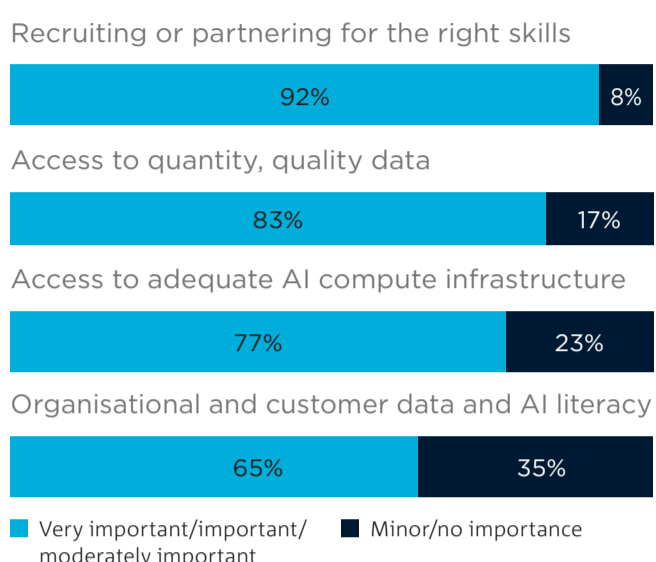 Recruiting or partnering for the right skills
92% 8%
Access to quantity, quality data
83% 17%
Access to adequate AI compute infrastructure
77% 23%
Organisational and customer data and AI literacy
65% 35%
Very important/important/ Minor/no importance
moderately important